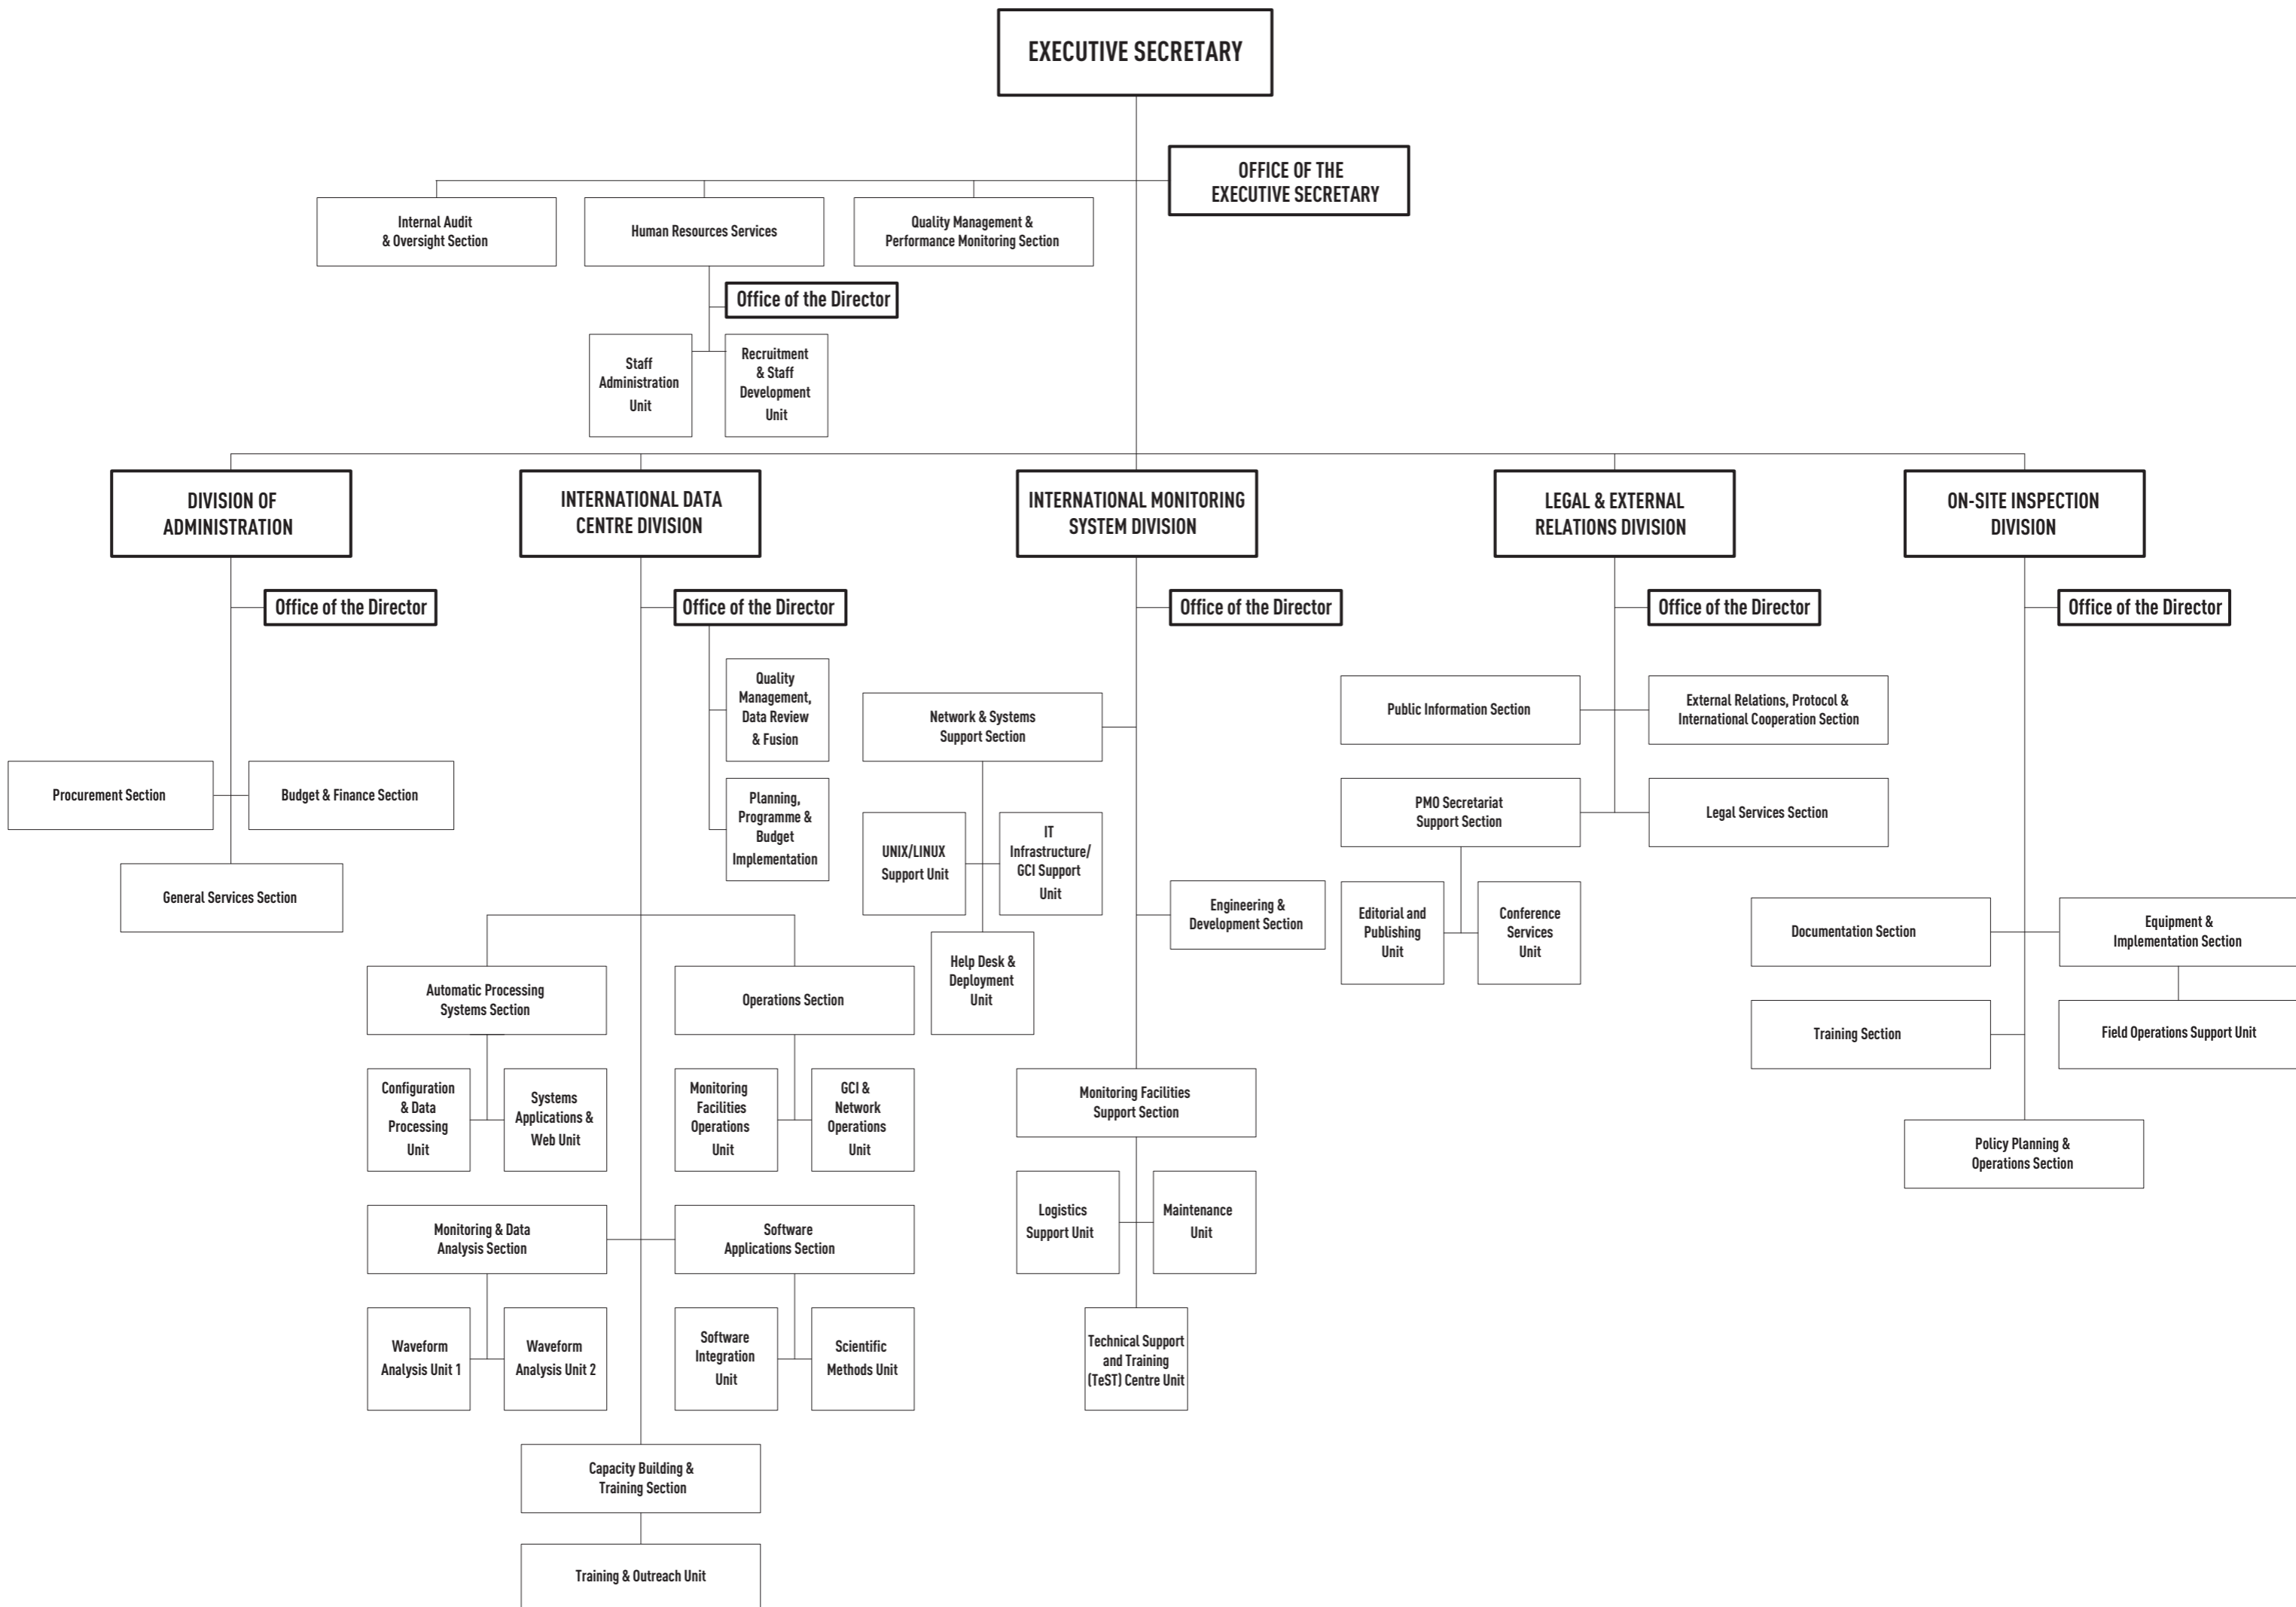 EXECUTIVE SECRETARY
OFFICE OF THE
EXECUTIVE SECRETARY
Internal Audit
& Oversight Section
Human Resources Services
Quality Management &
Performance Monitoring Section
Office of the Director
Staff
Administration
Unit
Recruitment
& Staff
Development
Unit
DIVISION OF
ADMINISTRATION
INTERNATIONAL DATA
CENTRE DIVISION
INTERNATIONAL MONITORING
SYSTEM DIVISION
LEGAL & EXTERNAL
RELATIONS DIVISION
ON-SITE INSPECTION
DIVISION
Office of the Director
Office of the Director
Office of the Director
Office of the Director
Office of the Director
Procurement Section
Budget & Finance Section
General Services Section
Quality
Management,
Data Review
& Fusion
Planning,
Programme &
Budget
Implementation
Automatic Processing
Systems Section
Operations Section
Configuration
& Data
Processing
Unit
Systems
Applications &
Web Unit
Monitoring
Facilities
Operations
Unit
GCI &
Network
Operations
Unit
Monitoring & Data
Analysis Section
Software
Applications Section
Waveform
Analysis Unit 1
Waveform
Analysis Unit 2
Software
Integration
Unit
Scientific
Methods Unit
Capacity Building &
Training Section
Training & Outreach Unit
Network & Systems
Support Section
UNIX/LINUX
Support Unit
IT
Infrastructure/
GCI Support
Unit
Help Desk &
Deployment
Unit
Engineering &
Development Section
Monitoring Facilities
Support Section
Logistics
Support Unit
Maintenance
Unit
Technical Support
and Training
(TeST) Centre Unit
Public Information Section
External Relations, Protocol &
International Cooperation Section
PMO Secretariat
Support Section
Legal Services Section
Editorial and
Publishing
Unit
Conference
Services
Unit
Documentation Section
Equipment &
Implementation Section
Training Section
Field Operations Support Unit
Policy Planning &
Operations Section